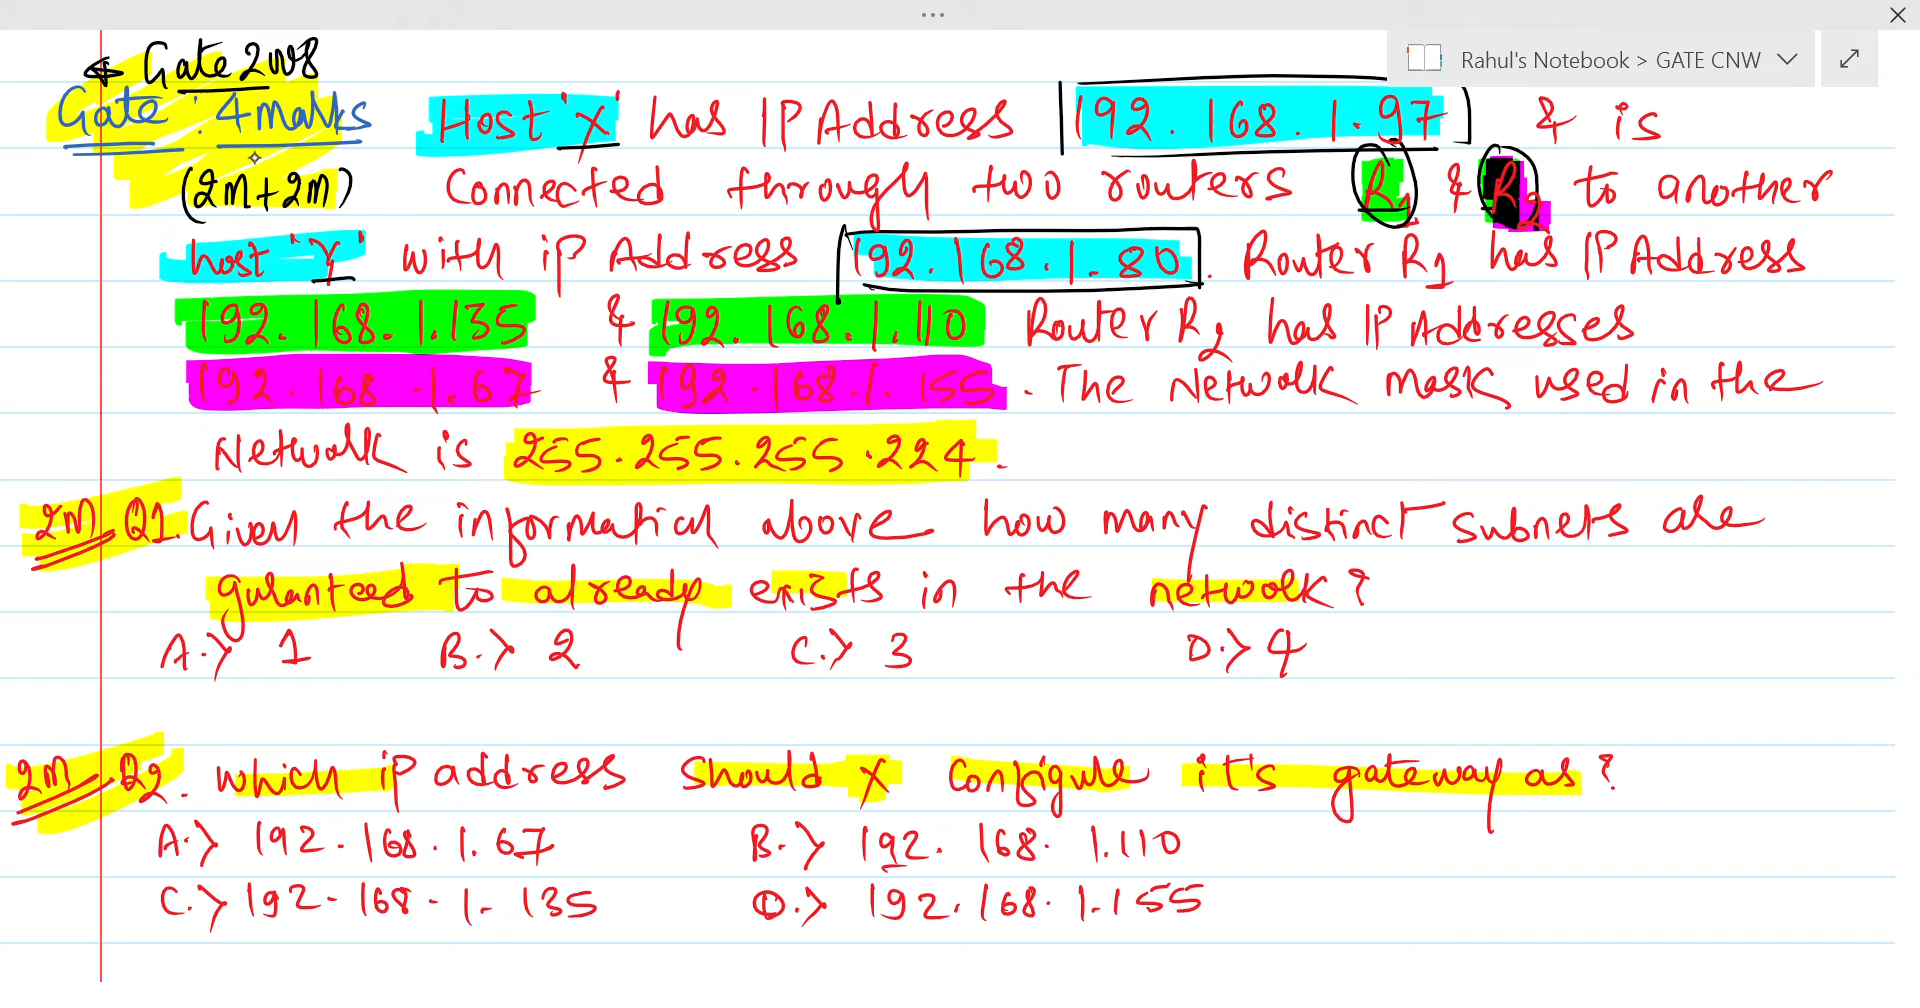 Rahul's Notebook > GATE CNW
← Gate 2008
Gate : 4 marks
(2M+2M)
Host 'X' has IP Address 192.168.1.97 & is
Connected through two routers R1 & R2 to another
host 'Y' with iP Address 192.168.1.80. Router R1 has IP Address
192.168.1.135 & 192.168.1.110 Router R2 has IP Addresses
192.168.1.67 & 192.168.1.155. The Network mask used in the
Network is 255.255.255.224.
2M Q1. Given the information above how many distinct subnets are
guranteed to already exists in the network?
A.> 1 B.> 2 C.> 3 D.> 4
2M Q2. which ip address should X Configure it's gateway as?
A.> 192.168.1.67 B.> 192.168.1.110
C.> 192.168.1.135 D.> 192.168.1.155